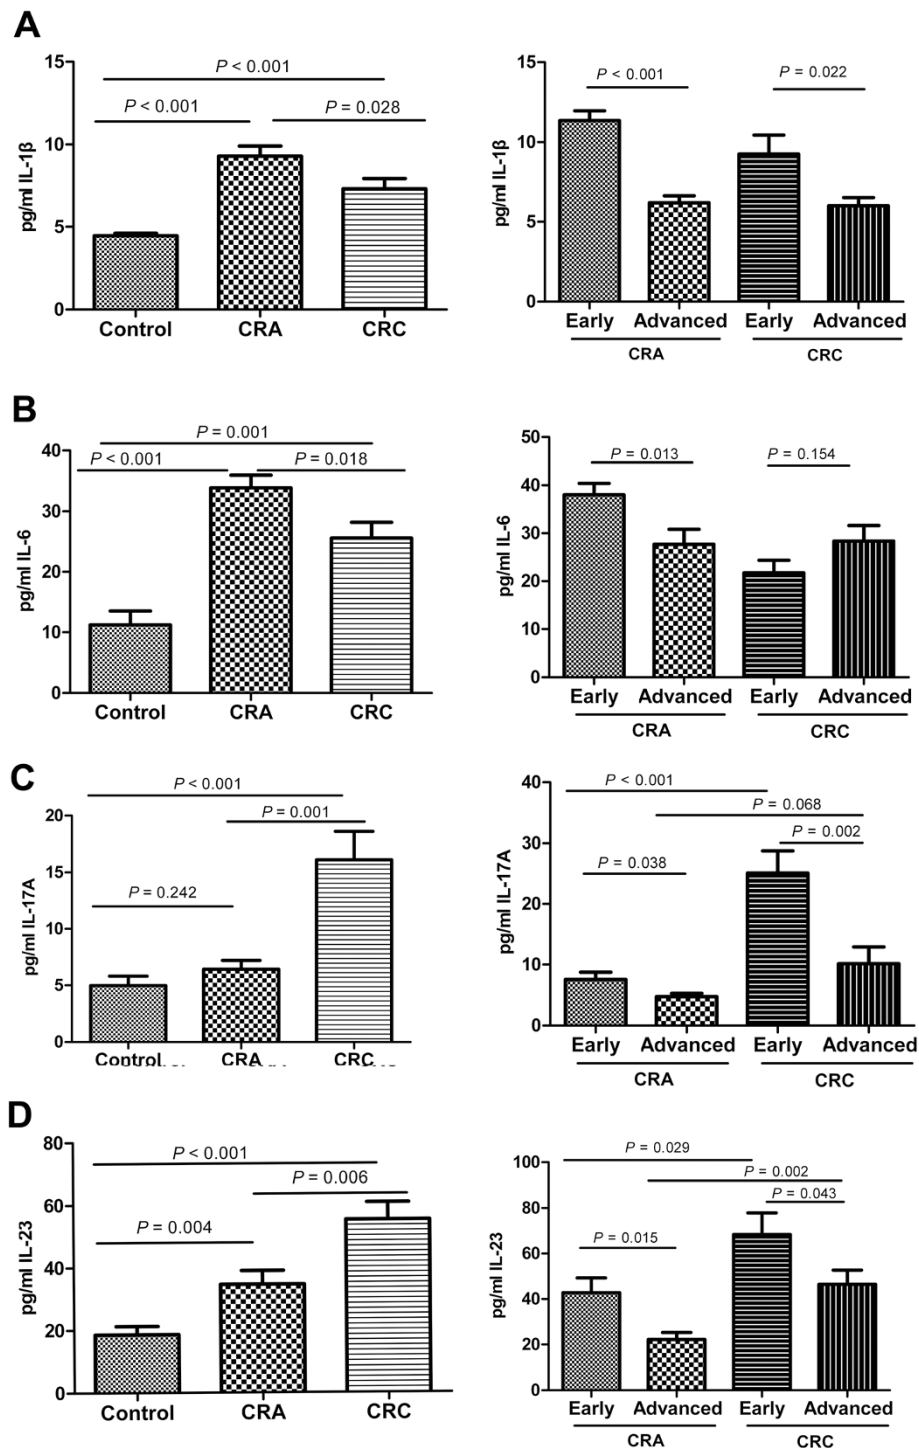 A
P < 0.001
P < 0.001
P = 0.028
pg/ml IL-1β
15
10
5
0
Control CRA CRC
P < 0.001
P = 0.022
pg/ml IL-1β
15
10
5
0
Early Advanced Early Advanced
CRA CRC
B
P = 0.001
P < 0.001
P = 0.018
pg/ml IL-6
40
30
20
10
0
Control CRA CRC
P = 0.013
P = 0.154
pg/ml IL-6
50
40
30
20
10
0
Early Advanced Early Advanced
CRA CRC
C
P < 0.001
P = 0.001
P = 0.242
pg/ml IL-17A
20
15
10
5
0
Control CRA CRC
P < 0.001
P = 0.068
P = 0.002
P = 0.038
pg/ml IL-17A
40
30
20
10
0
Early Advanced Early Advanced
CRA CRC
D
P < 0.001
P = 0.006
P = 0.004
pg/ml IL-23
80
60
40
20
0
Control CRA CRC
P = 0.029
P = 0.002
P = 0.043
P = 0.015
pg/ml IL-23
100
80
60
40
20
0
Early Advanced Early Advanced
CRA CRC